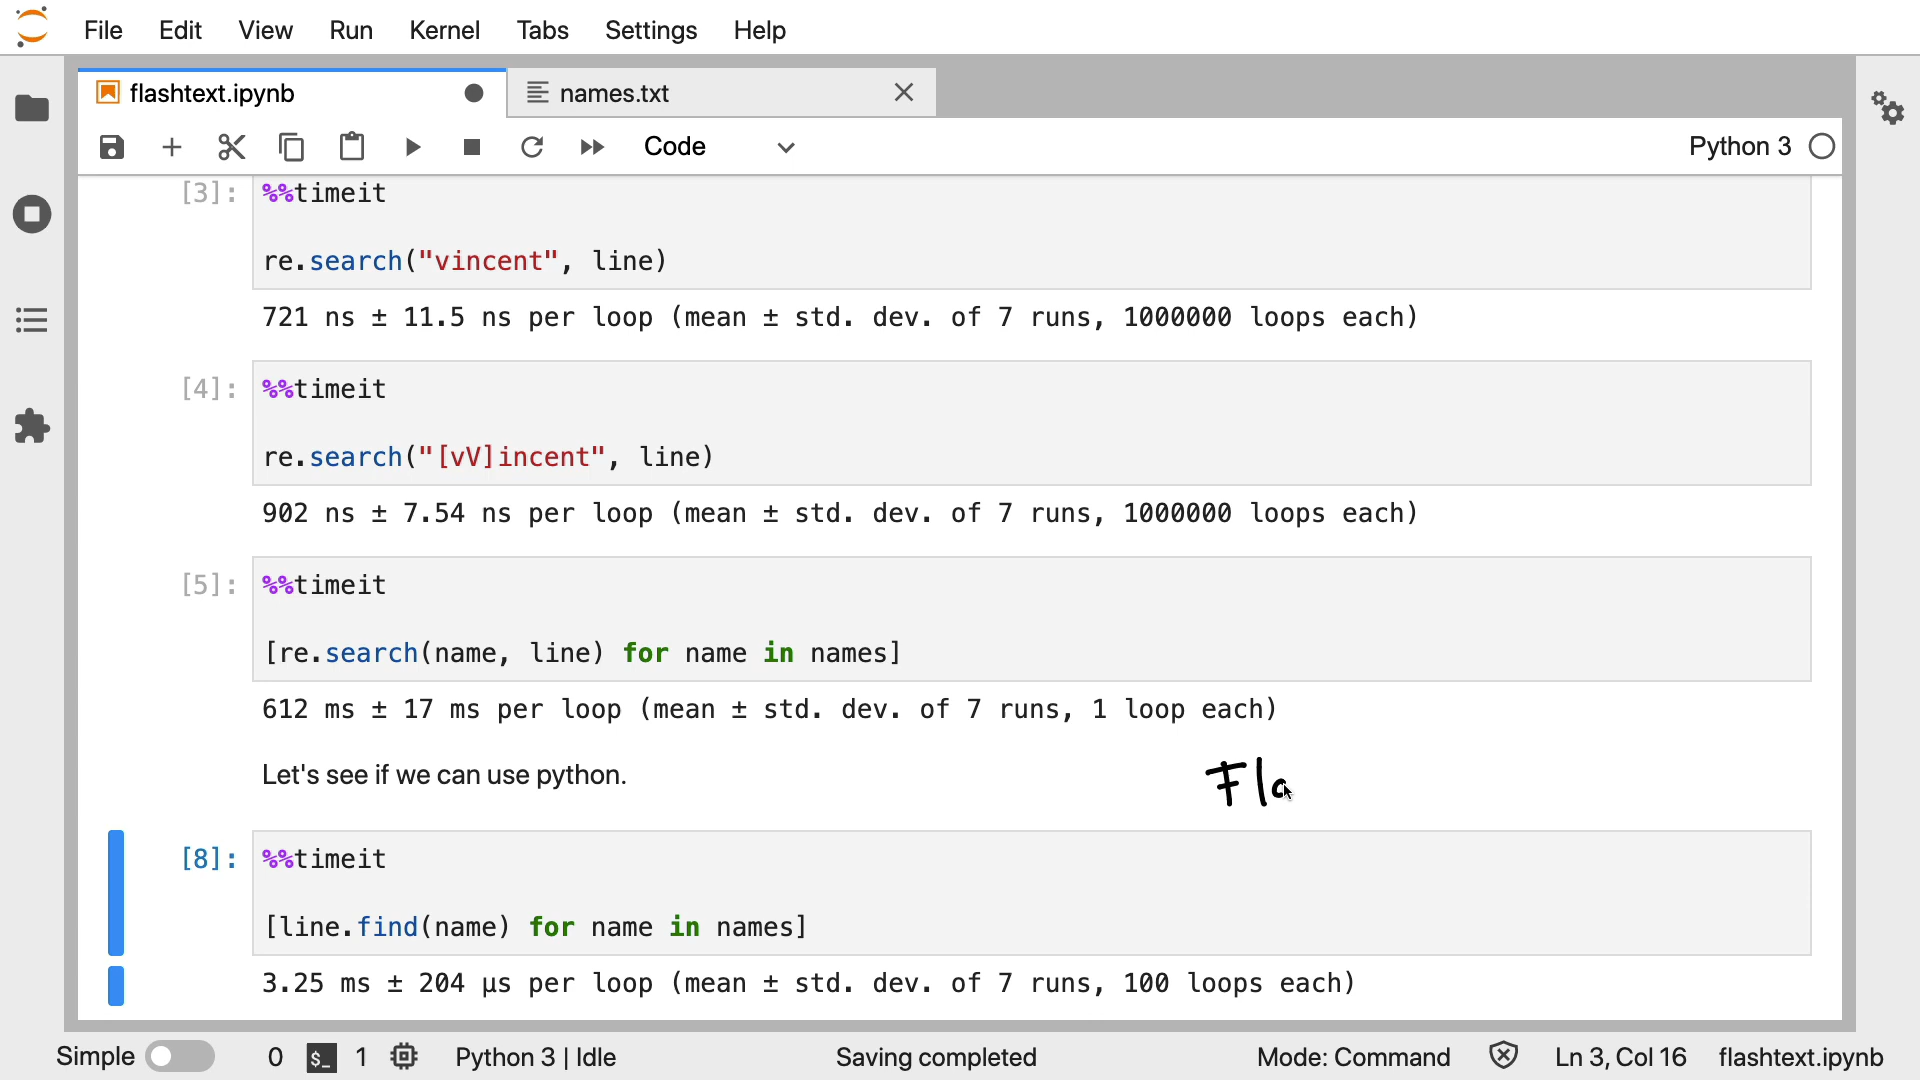 File Edit View Run Kernel Tabs Settings Help
flashtext.ipynb names.txt
Code Python 3
[3]: %%timeit
re.search("vincent", line)
721 ns ± 11.5 ns per loop (mean ± std. dev. of 7 runs, 1000000 loops each)
[4]: %%timeit
re.search("[vV]incent", line)
902 ns ± 7.54 ns per loop (mean ± std. dev. of 7 runs, 1000000 loops each)
[5]: %%timeit
[re.search(name, line) for name in names]
612 ms ± 17 ms per loop (mean ± std. dev. of 7 runs, 1 loop each)
Let's see if we can use python. Fla
[8]: %%timeit
[line.find(name) for name in names]
3.25 ms ± 204 µs per loop (mean ± std. dev. of 7 runs, 100 loops each)
Simple 0 $_ 1 Python 3 | Idle Saving completed Mode: Command Ln 3, Col 16 flashtext.ipynb